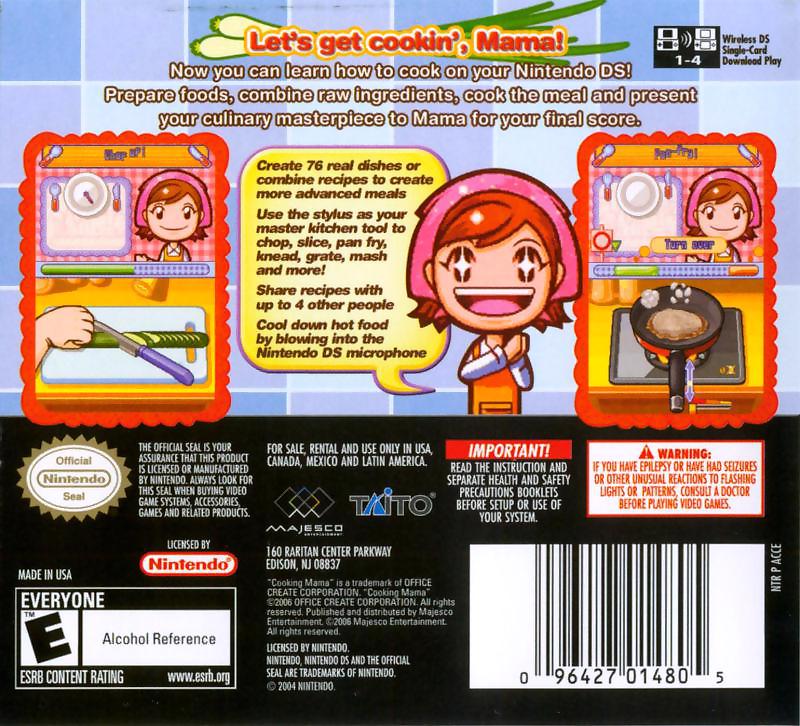 Let's get cookin', Mama!
Now you can learn how to cook on your Nintendo DS!
Prepare foods, combine raw ingredients, cook the meal and present
your culinary masterpiece to Mama for your final score.
1-4
Wireless DS
Single-Card
Download Play
Chop up!
Create 76 real dishes or
combine recipes to create
more advanced meals
Use the stylus as your
master kitchen tool to
chop, slice, pan fry,
knead, grate, mash
and more!
Share recipes with
up to 4 other people
Cool down hot food
by blowing into the
Nintendo DS microphone
Pan-fry!
Turn over
Official
Nintendo
Seal
THE OFFICIAL SEAL IS YOUR
ASSURANCE THAT THIS PRODUCT
IS LICENSED OR MANUFACTURED
BY NINTENDO. ALWAYS LOOK FOR
THIS SEAL WHEN BUYING VIDEO
GAME SYSTEMS, ACCESSORIES,
GAMES AND RELATED PRODUCTS.
LICENSED BY
Nintendo®
MADE IN USA
EVERYONE
E
TM
Alcohol Reference
ESRB CONTENT RATING www.esrb.org
FOR SALE, RENTAL AND USE ONLY IN USA,
CANADA, MEXICO AND LATIN AMERICA.
MAJESCO
entertainment
TAITO®
160 RARITAN CENTER PARKWAY
EDISON, NJ 08837
"Cooking Mama" is a trademark of OFFICE
CREATE CORPORATION. "Cooking Mama"
©2006 OFFICE CREATE CORPORATION. All rights
reserved. Published and distributed by Majesco
Entertainment. ©2006 Majesco Entertainment.
All rights reserved.
LICENSED BY NINTENDO.
NINTENDO, NINTENDO DS AND THE OFFICIAL
SEAL ARE TRADEMARKS OF NINTENDO.
© 2004 NINTENDO.
IMPORTANT!
READ THE INSTRUCTION AND
SEPARATE HEALTH AND SAFETY
PRECAUTIONS BOOKLETS
BEFORE SETUP OR USE OF
YOUR SYSTEM.
WARNING:
IF YOU HAVE EPILEPSY OR HAVE HAD SEIZURES
OR OTHER UNUSUAL REACTIONS TO FLASHING
LIGHTS OR PATTERNS, CONSULT A DOCTOR
BEFORE PLAYING VIDEO GAMES.
NTR P ACCE
0 96427 01480 5